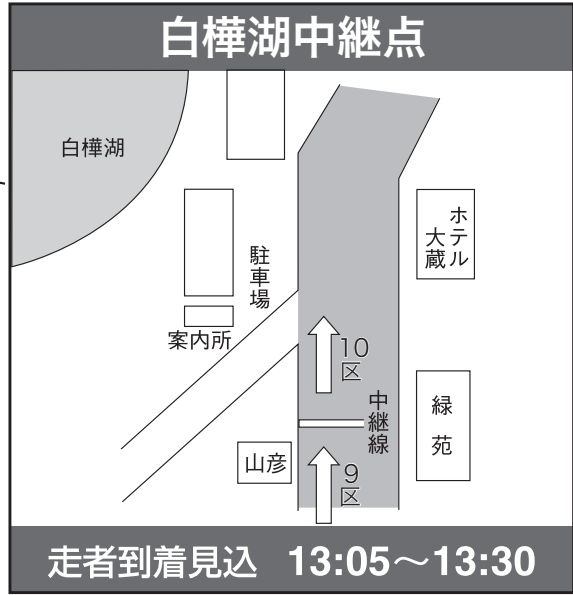 白樺湖中継点
白樺湖
ホテル
大蔵
駐車場
案内所
10
区
中継線
緑
苑
山彦
9
区
走者到着見込 13:05～13:30